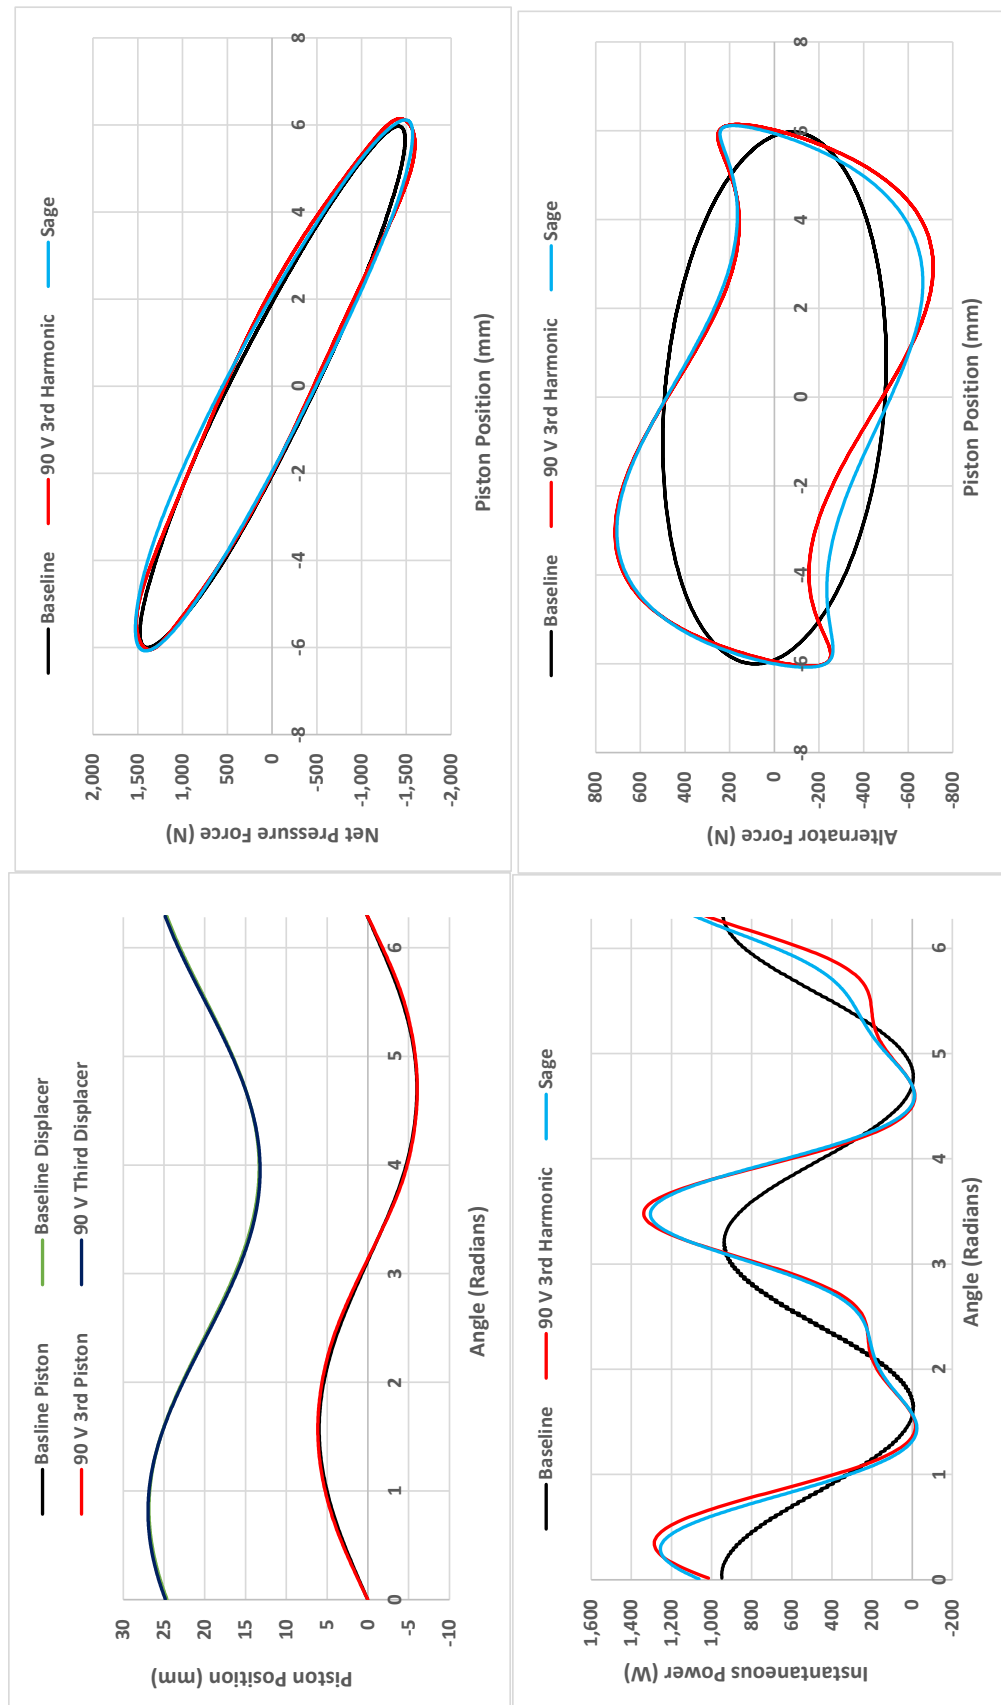 Basline Piston
Baseline Displacer
90 V 3rd Piston
90 V Third Displacer
Piston Position (mm)
30
25
20
15
10
5
0
-5
-10
0 1 2 3 4 5 6
Angle (Radians)
Baseline 90 V 3rd Harmonic Sage
Net Pressure Force (N)
2,000
1,500
1,000
500
0
-500
-1,000
-1,500
-2,000
-8 -6 -4 -2 0 2 4 6 8
Piston Position (mm)
Baseline 90 V 3rd Harmonic Sage
Instantaneous Power (W)
1,600
1,400
1,200
1,000
800
600
400
200
0
-200
0 1 2 3 4 5 6
Angle (Radians)
Baseline 90 V 3rd Harmonic Sage
Alternator Force (N)
800
600
400
200
0
-200
-400
-600
-800
-8 -6 -4 -2 0 2 4 6 8
Piston Position (mm)